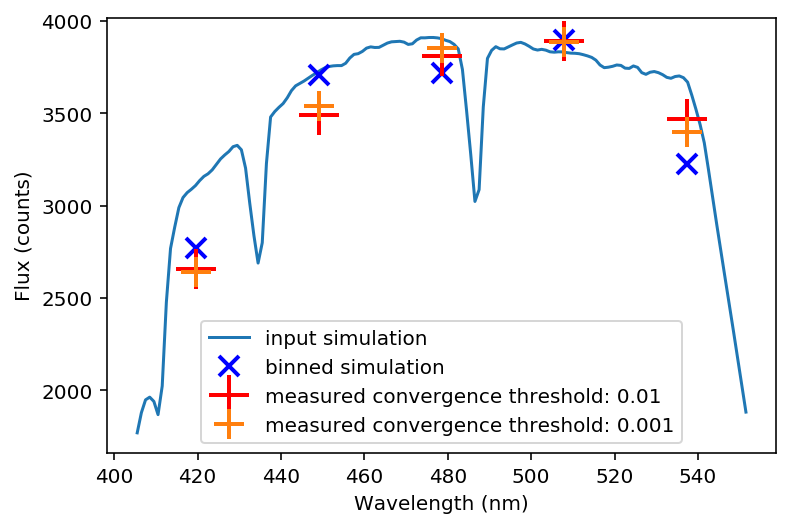 4000
3500
3000
2500
2000
Flux (counts)
input simulation
binned simulation
measured convergence threshold: 0.01
measured convergence threshold: 0.001
400 420 440 460 480 500 520 540
Wavelength (nm)